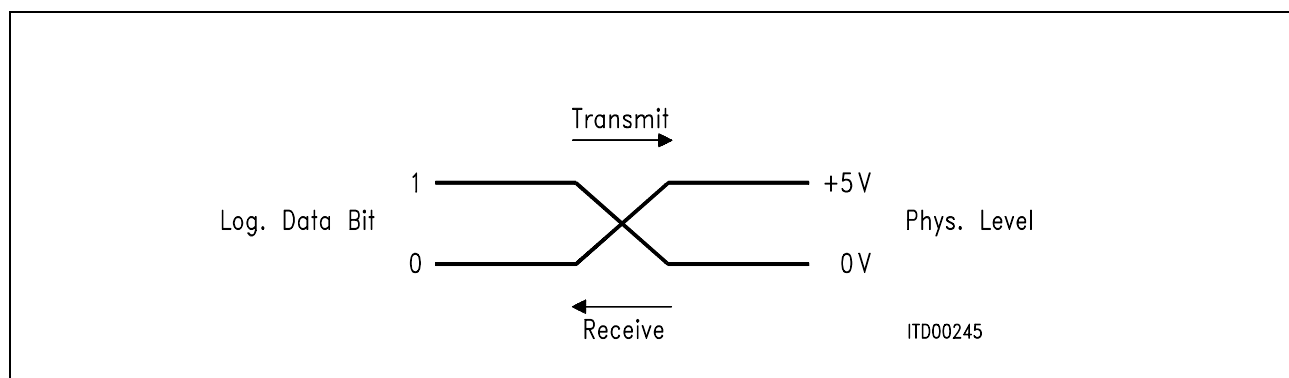 Transmit
1 +5V
Log. Data Bit Phys. Level
0 0V
Receive
ITD00245